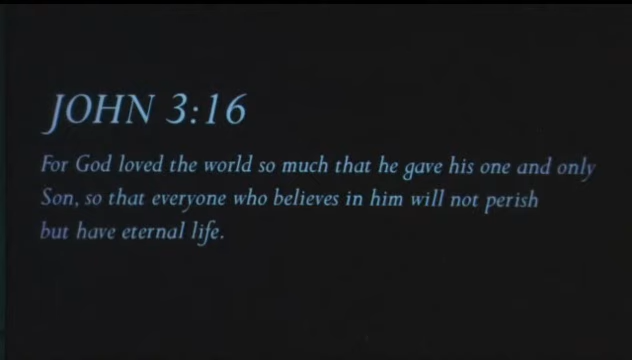 JOHN 3:16
For God loved the world so much that he gave his one and only
Son, so that everyone who believes in him will not perish
but have eternal life.